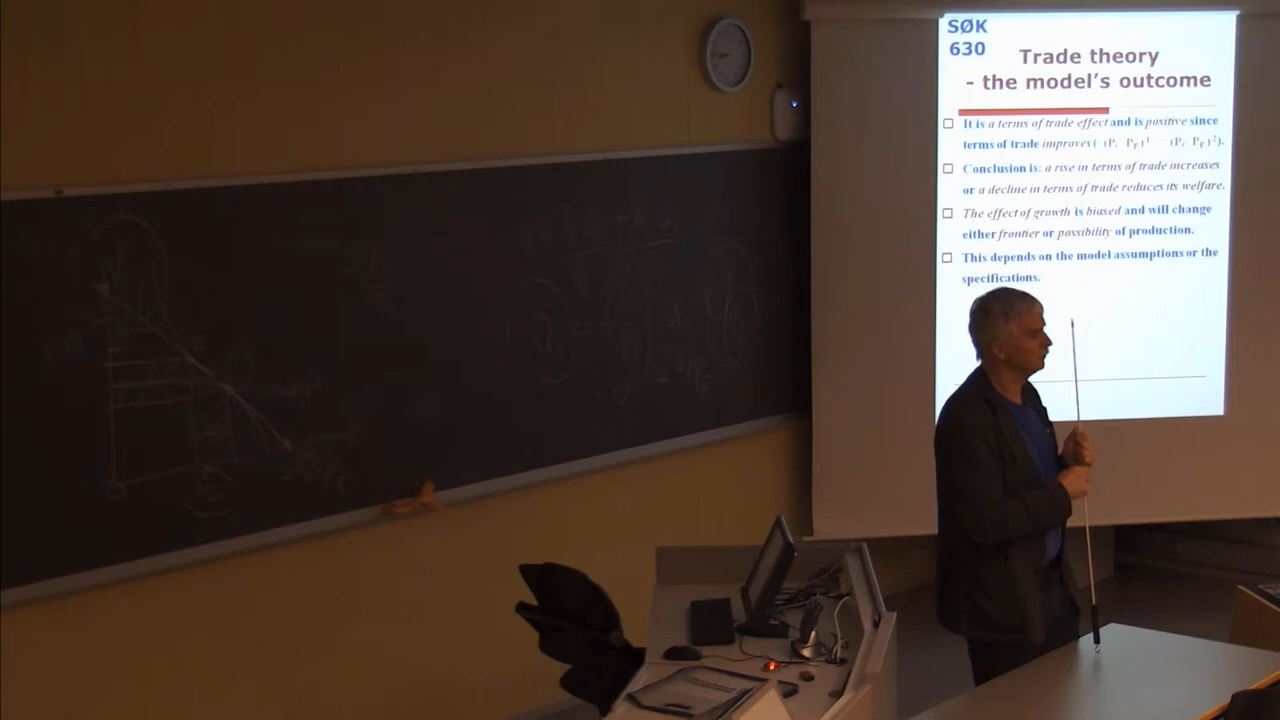 SØK
630
Trade theory
- the model's outcome
It is a terms of trade effect and is positive since
terms of trade improves
Conclusion is: a rise in terms of trade increases
or a decline in terms of trade reduces its welfare.
The effect of growth is biased and will change
either frontier or possibility of production.
This depends on the model assumptions or the
specifications.